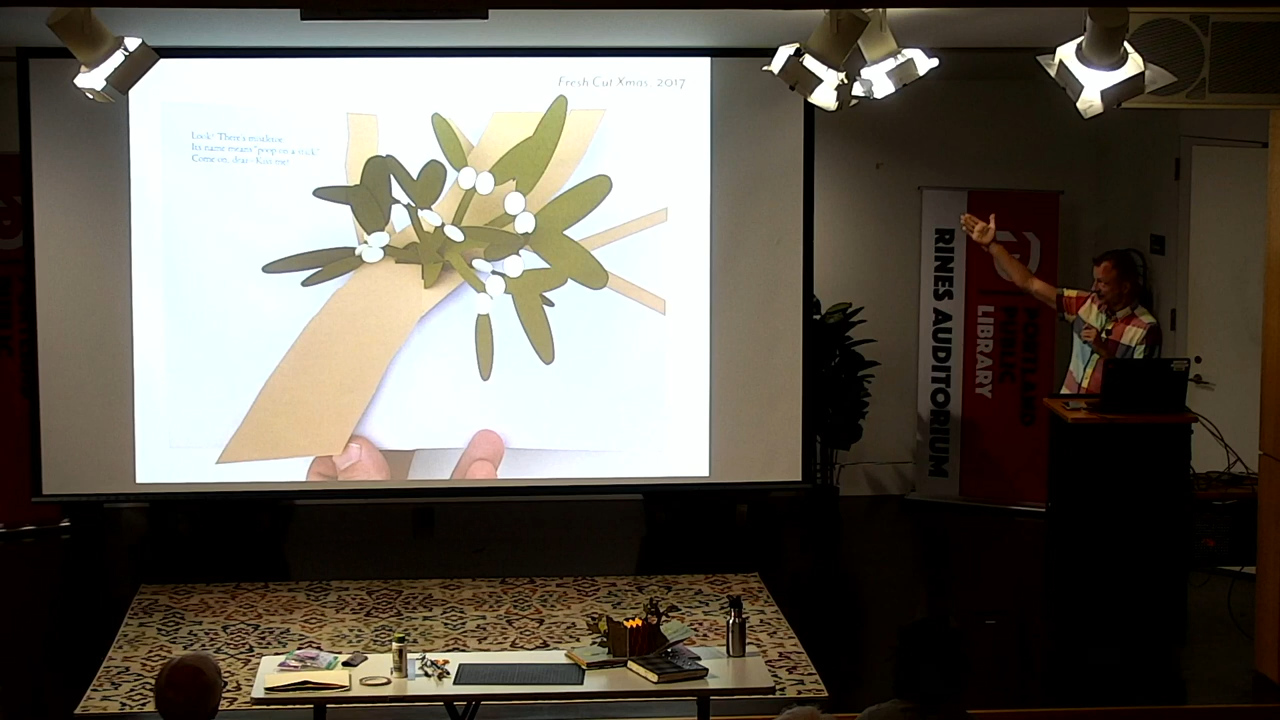 Fresh Cut Xmas, 2017
Look! There's mistletoe.
Its name means "poop on a stick"
Come on, dear - Kiss me!
RINES AUDITORIUM
PORTLAND
PUBLIC
LIBRARY